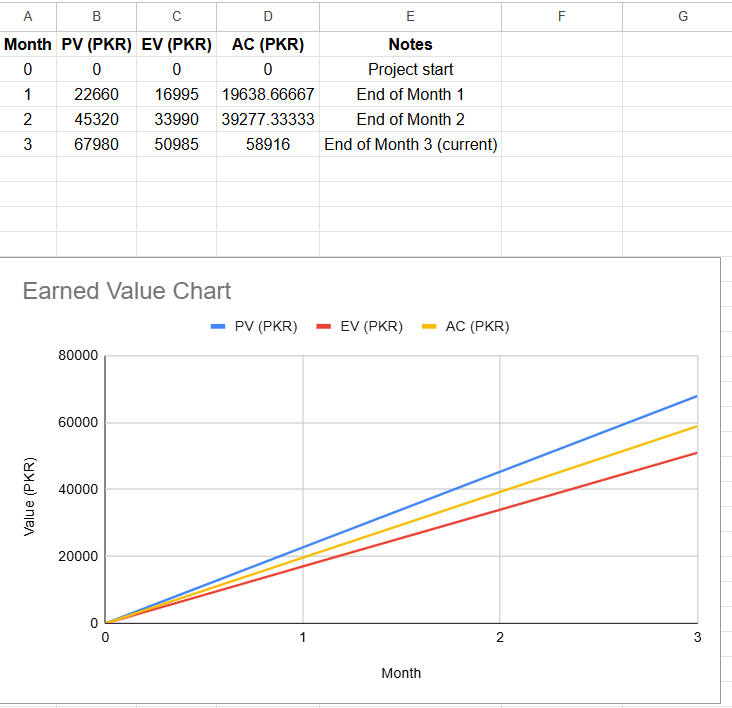 A B C D E F G
Month PV (PKR) EV (PKR) AC (PKR) Notes
0 0 0 0 Project start
1 22660 16995 19638.66667 End of Month 1
2 45320 33990 39277.33333 End of Month 2
3 67980 50985 58916 End of Month 3 (current)
Earned Value Chart
PV (PKR) EV (PKR) AC (PKR)
80000
60000
40000
20000
0
Value (PKR)
0 1 2 3
Month